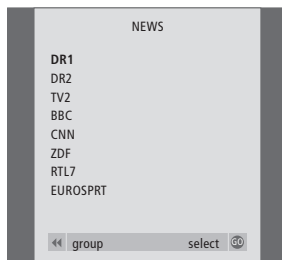 NEWS
DR1
DR2
TV2
BBC
CNN
ZDF
RTL7
EUROSPRT
group select GO